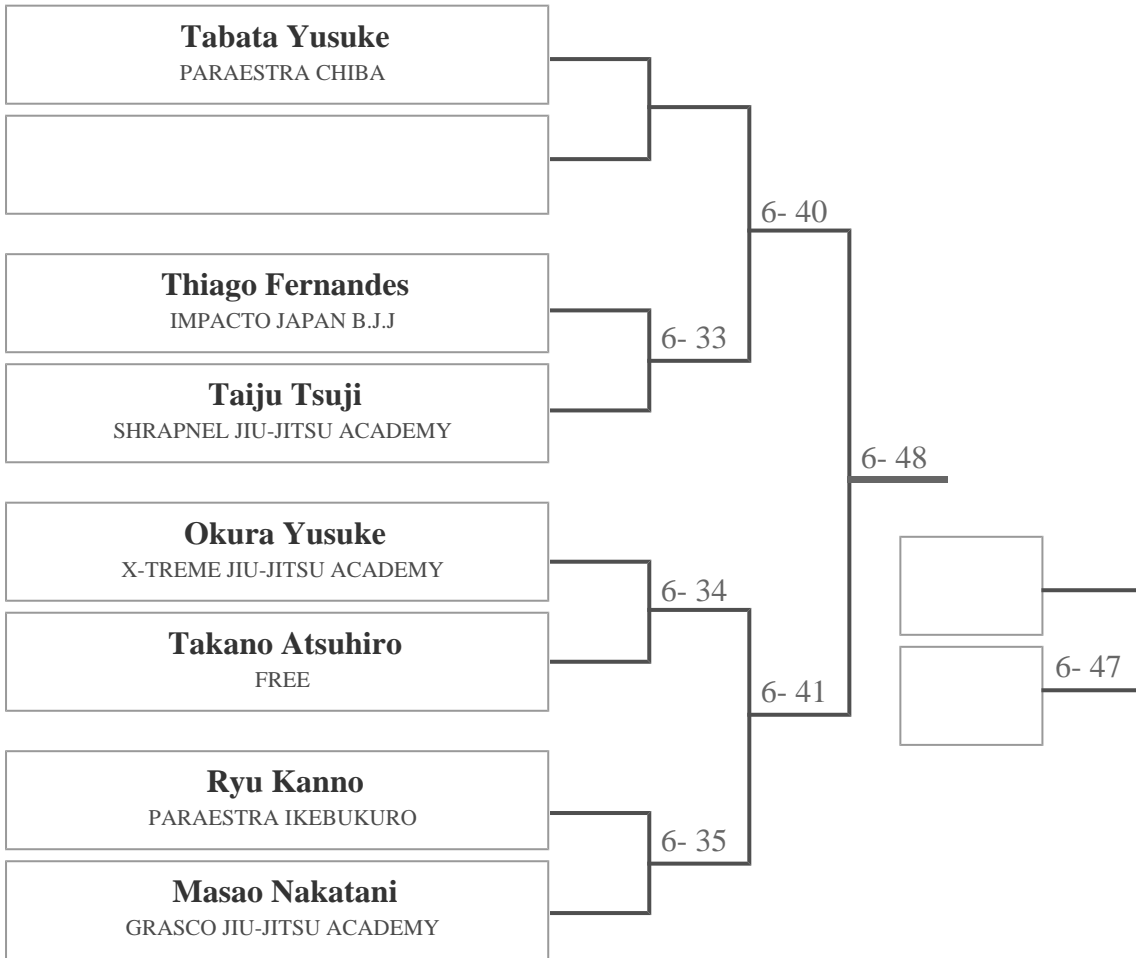 Tabata Yusuke
PARAESTRA CHIBA
6- 40
Thiago Fernandes
IMPACTO JAPAN B.J.J
6- 33
Taiju Tsuji
SHRAPNEL JIU-JITSU ACADEMY
6- 48
Okura Yusuke
X-TREME JIU-JITSU ACADEMY
6- 34
Takano Atsuhiro
FREE
6- 47
6- 41
Ryu Kanno
PARAESTRA IKEBUKURO
6- 35
Masao Nakatani
GRASCO JIU-JITSU ACADEMY